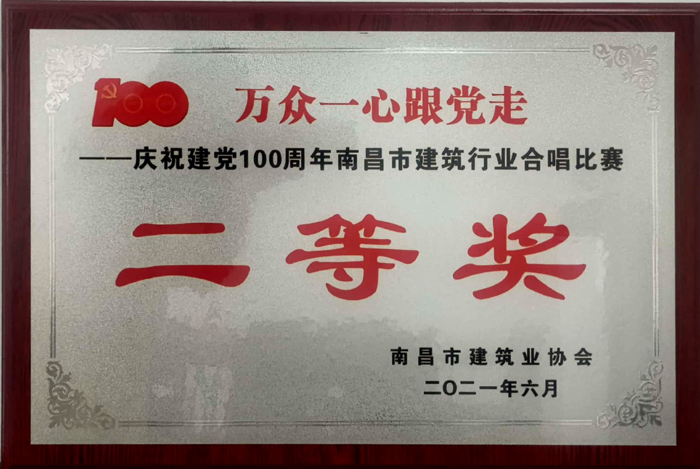 100 万众一心跟党走
——庆祝建党100周年南昌市建筑行业合唱比赛
二等奖
南昌市建筑业协会
二〇二一年六月